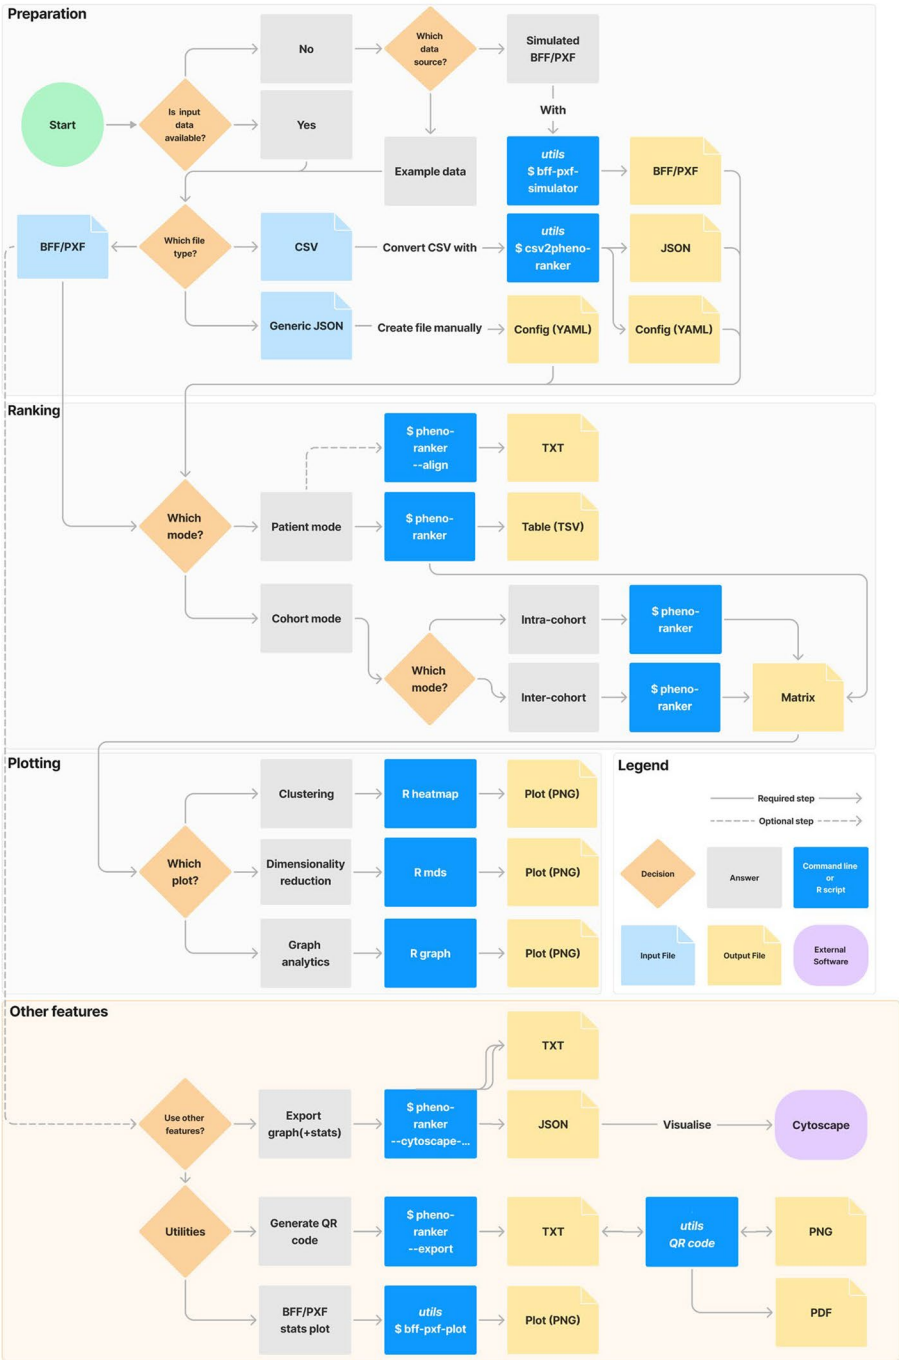 Preparation
No
Which
data
source?
Simulated
BFF/PXF
With
Start
Is input
data
available?
Yes
Example data
utils
$ bff-pxf-
simulator
BFF/PXF
BFF/PXF
Which file
type?
CSV
Convert CSV with
utils
$ csv2pheno-
ranker
JSON
Generic JSON
Create file manually
Config (YAML)
Config (YAML)
Ranking
$ pheno-
ranker
--align
TXT
Which
mode?
Patient mode
$ pheno-
ranker
Table (TSV)
Cohort mode
Which
mode?
Intra-cohort
$ pheno-
ranker
Inter-cohort
$ pheno-
ranker
Matrix
Plotting
Clustering
R heatmap
Plot (PNG)
Which
plot?
Dimensionality
reduction
R mds
Plot (PNG)
Graph
analytics
R graph
Plot (PNG)
Legend
Required step
Optional step
Decision
Answer
Command line
or
R script
Input File
Output File
External
Software
Other features
TXT
Use other
features?
Export
graph(+stats)
$ pheno-
ranker
--cytoscape-...
JSON
Visualise
Cytoscape
Utilities
Generate QR
code
$ pheno-
ranker
--export
TXT
utils
QR code
PNG
PDF
BFF/PXF
stats plot
utils
$ bff-pxf-plot
Plot (PNG)